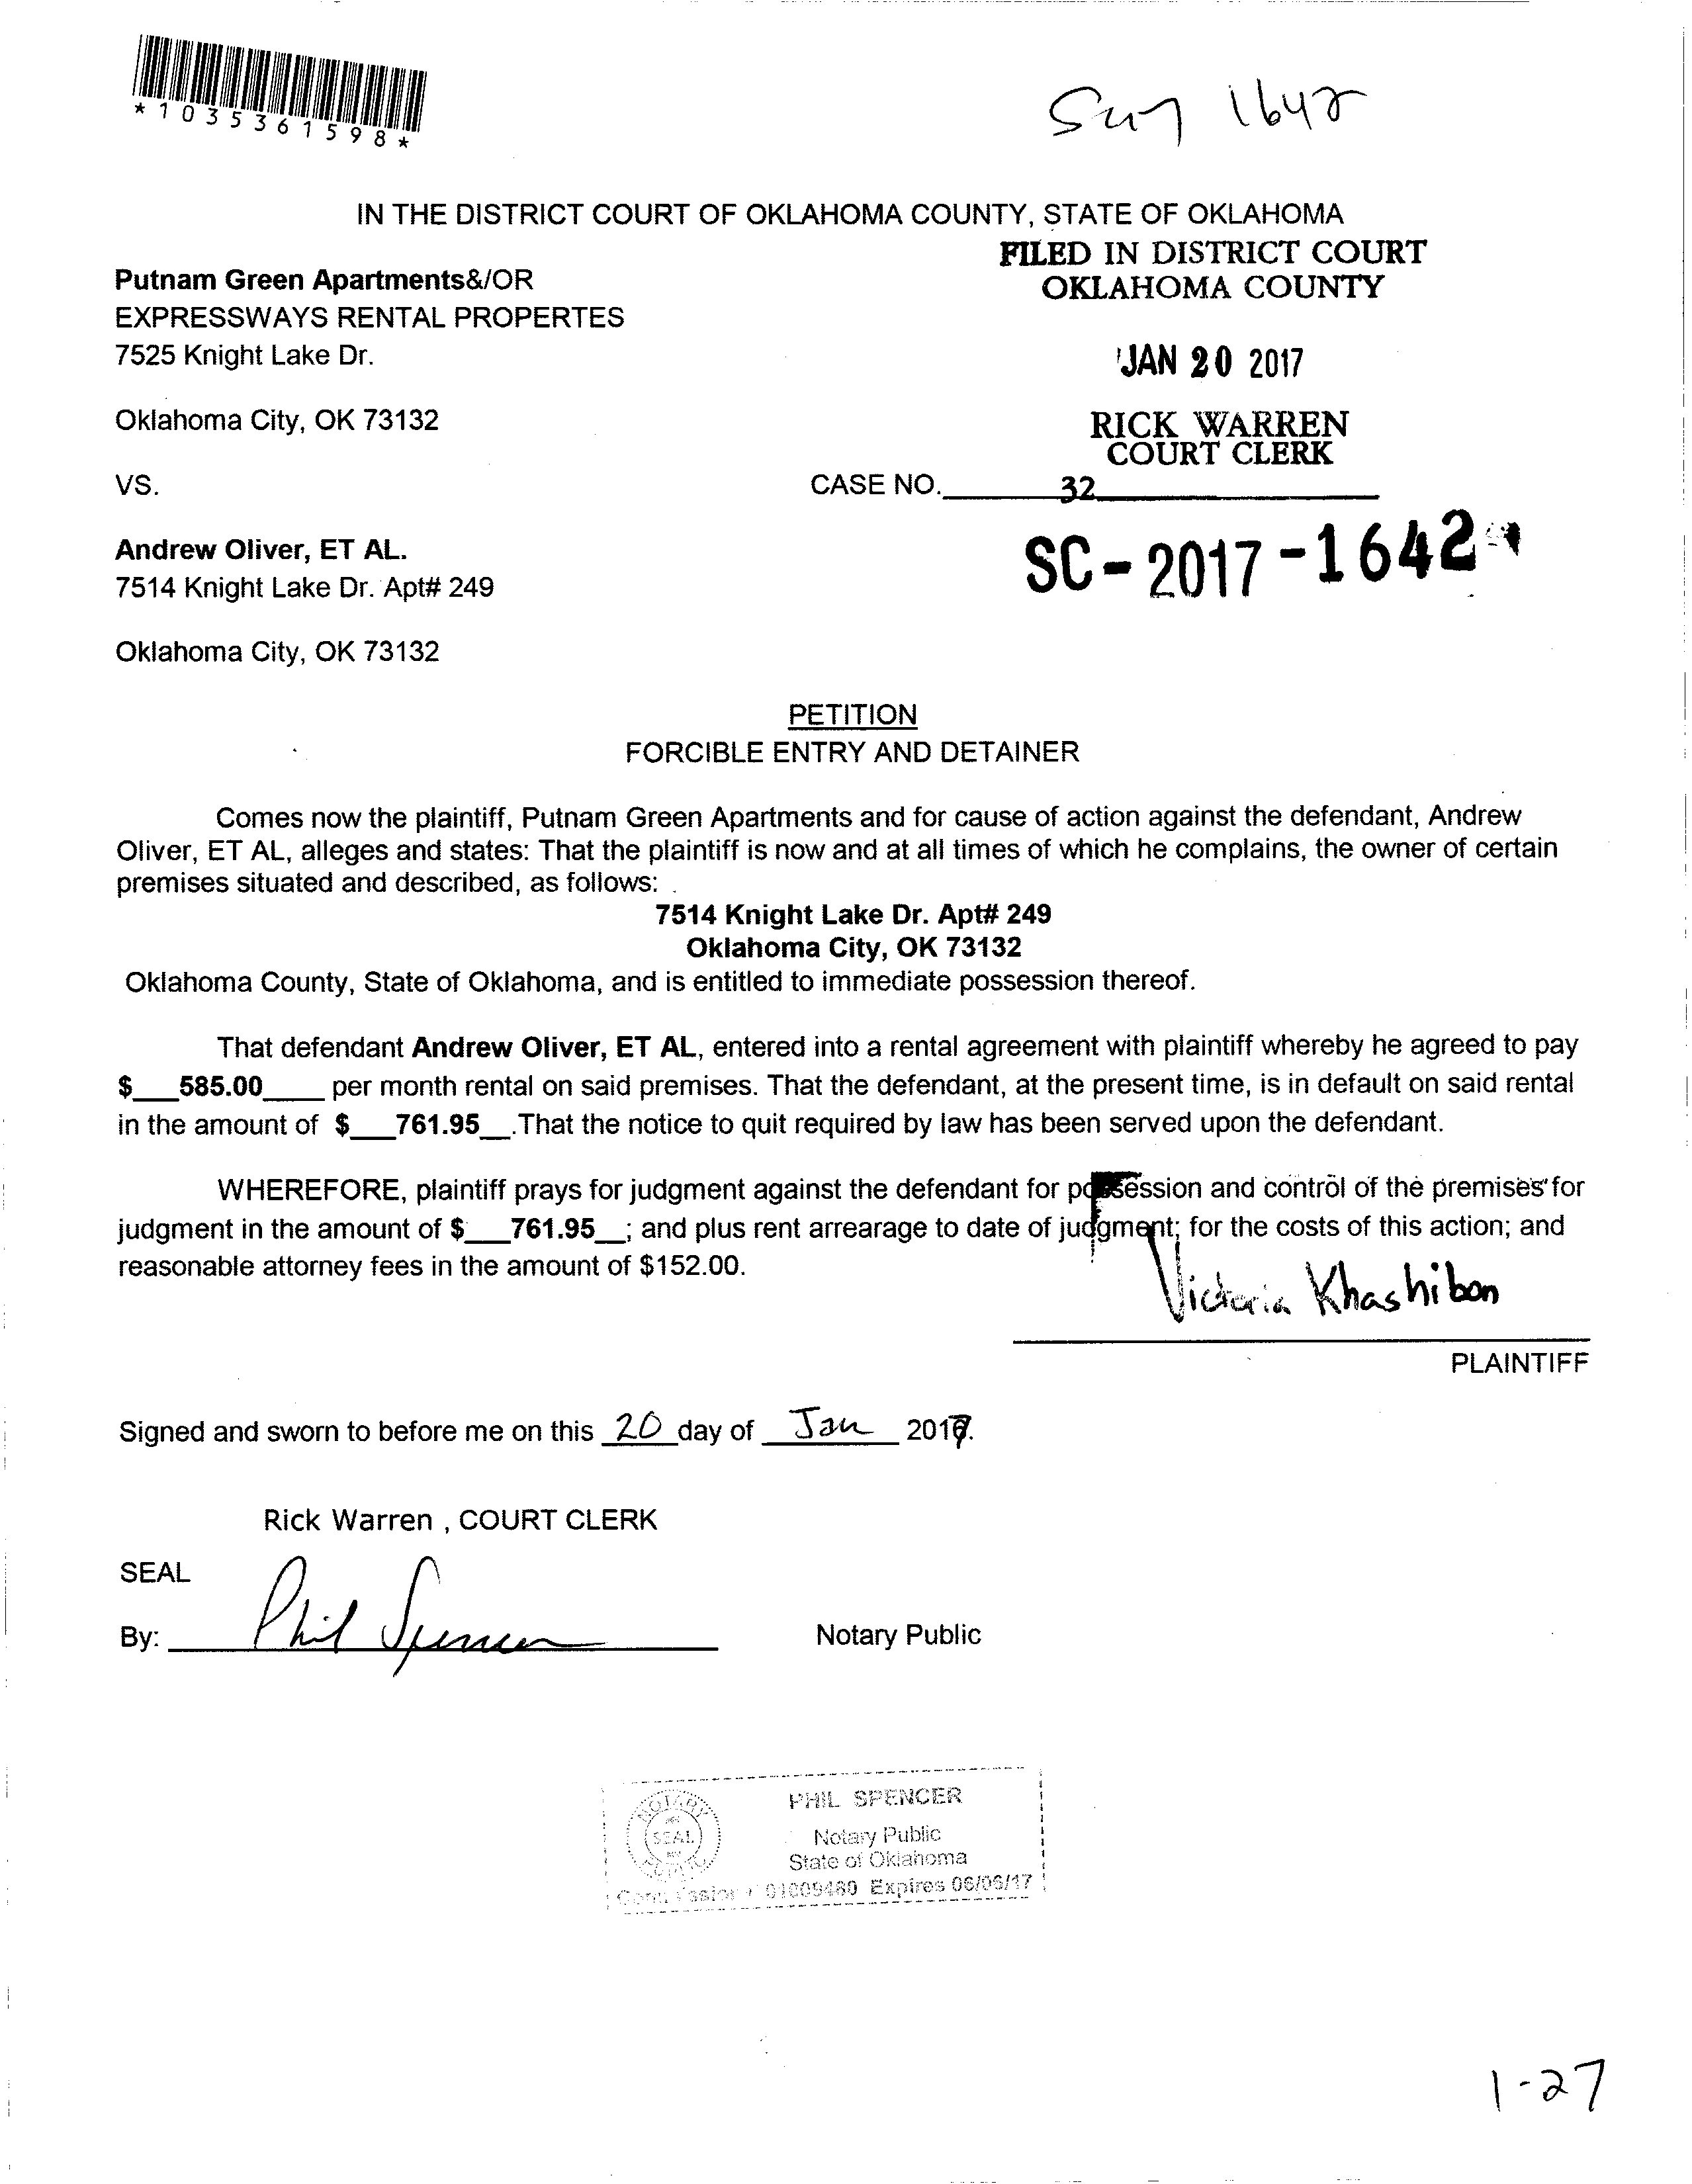 *1035361598*
1642
IN THE DISTRICT COURT OF OKLAHOMA COUNTY, STATE OF OKLAHOMA
FILED IN DISTRICT COURT
OKLAHOMA COUNTY
Putnam Green Apartments&/OR
EXPRESSWAYS RENTAL PROPERTES
7525 Knight Lake Dr.
JAN 20 2017
Oklahoma City, OK 73132
RICK WARREN
COURT CLERK
VS.
CASE NO. 32
Andrew Oliver, ET AL.
SC-2017-1642
7514 Knight Lake Dr. Apt# 249
Oklahoma City, OK 73132
PETITION
FORCIBLE ENTRY AND DETAINER
Comes now the plaintiff, Putnam Green Apartments and for cause of action against the defendant, Andrew
Oliver, ET AL, alleges and states: That the plaintiff is now and at all times of which he complains, the owner of certain
premises situated and described, as follows:
7514 Knight Lake Dr. Apt# 249
Oklahoma City, OK 73132
Oklahoma County, State of Oklahoma, and is entitled to immediate possession thereof.
That defendant Andrew Oliver, ET AL, entered into a rental agreement with plaintiff whereby he agreed to pay
$___585.00____ per month rental on said premises. That the defendant, at the present time, is in default on said rental
in the amount of $___761.95__.That the notice to quit required by law has been served upon the defendant.
WHEREFORE, plaintiff prays for judgment against the defendant for possession and control of the premises for
judgment in the amount of $___761.95__; and plus rent arrearage to date of judgment; for the costs of this action; and
reasonable attorney fees in the amount of $152.00.
Victoria Khashibon
PLAINTIFF
Signed and sworn to before me on this 20 day of Jan 2017.
Rick Warren , COURT CLERK
SEAL
By: Phil Spencer Notary Public
PHIL SPENCER
NOTARY
SEAL
Notary Public
State of Oklahoma
Commission # 01009480 Expires 06/06/17
1-27